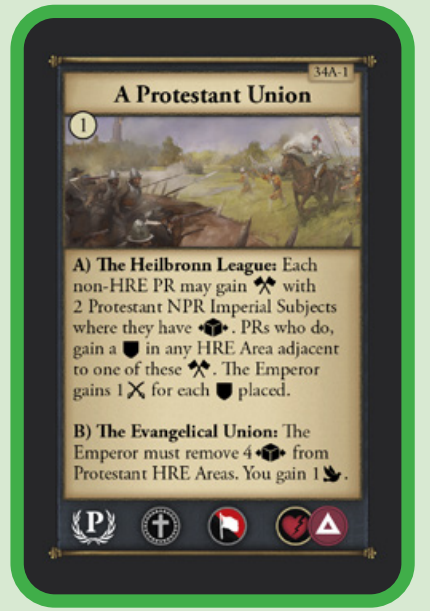 34A-1
A Protestant Union
1
A) The Heilbronn League: Each
non-HRE PR may gain with
2 Protestant NPR Imperial Subjects
where they have . PRs who do,
gain a in any HRE Area adjacent
to one of these . The Emperor
gains 1 for each placed.
B) The Evangelical Union: The
Emperor must remove 4 from
Protestant HRE Areas. You gain 1 .
P